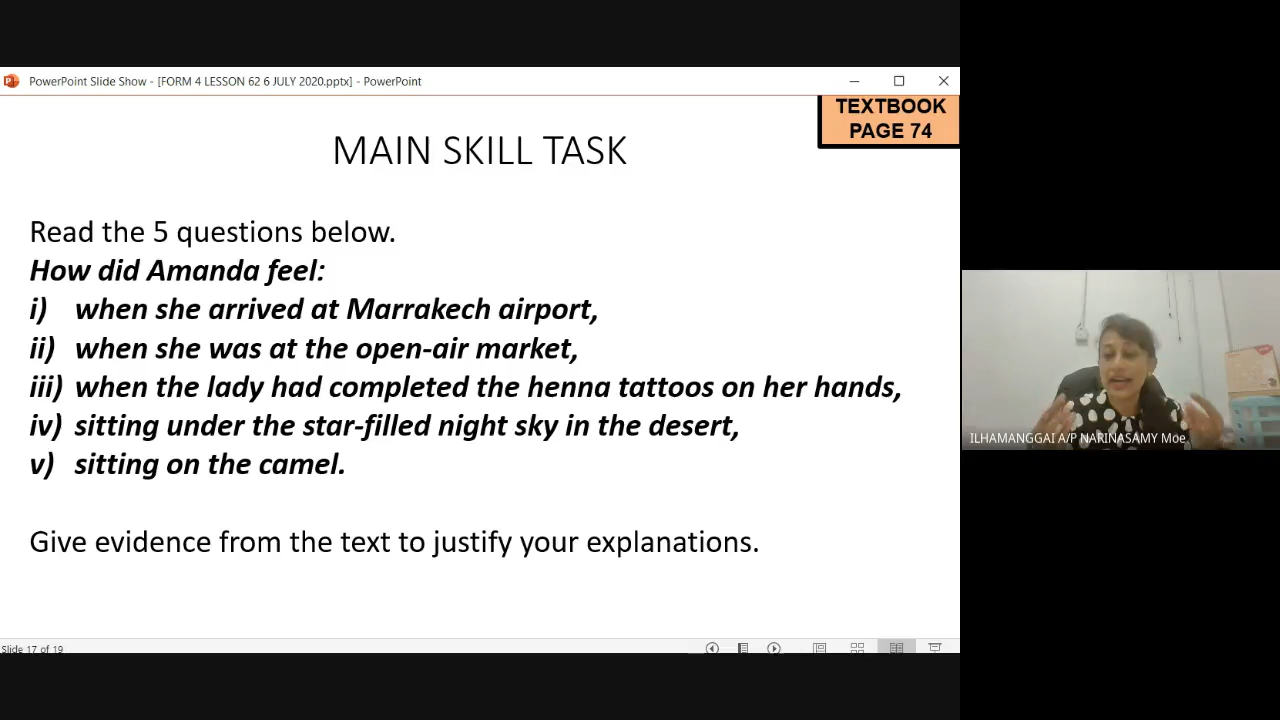 PowerPoint Slide Show - [FORM 4 LESSON 62 6 JULY 2020.pptx] - PowerPoint
TEXTBOOK
PAGE 74
MAIN SKILL TASK
Read the 5 questions below.
How did Amanda feel:
i) when she arrived at Marrakech airport,
ii) when she was at the open-air market,
iii) when the lady had completed the henna tattoos on her hands,
iv) sitting under the star-filled night sky in the desert,
v) sitting on the camel.
Give evidence from the text to justify your explanations.
ILHAMANGGAI A/P NARINASAMY Moe
Slide 17 of 19